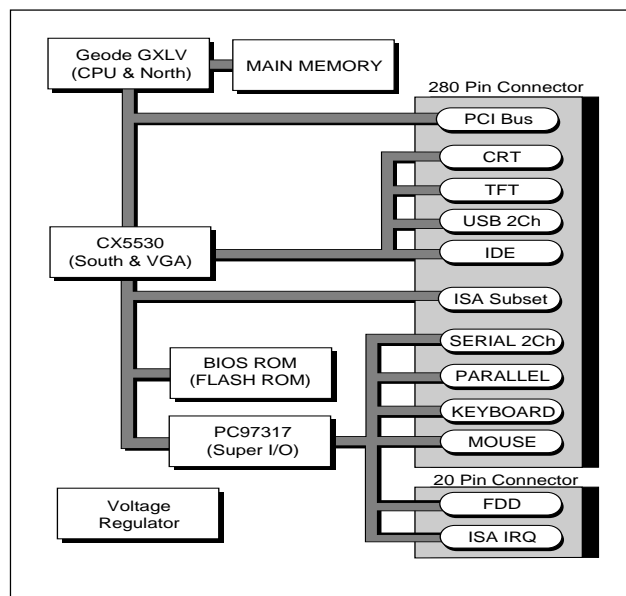 Geode GXLV
(CPU & North)
MAIN MEMORY
280 Pin Connector
PCI Bus
CRT
TFT
USB 2Ch
IDE
CX5530
(South & VGA)
ISA Subset
SERIAL 2Ch
BIOS ROM
(FLASH ROM)
PARALLEL
KEYBOARD
PC97317
(Super I/O)
MOUSE
20 Pin Connector
Voltage
Regulator
FDD
ISA IRQ